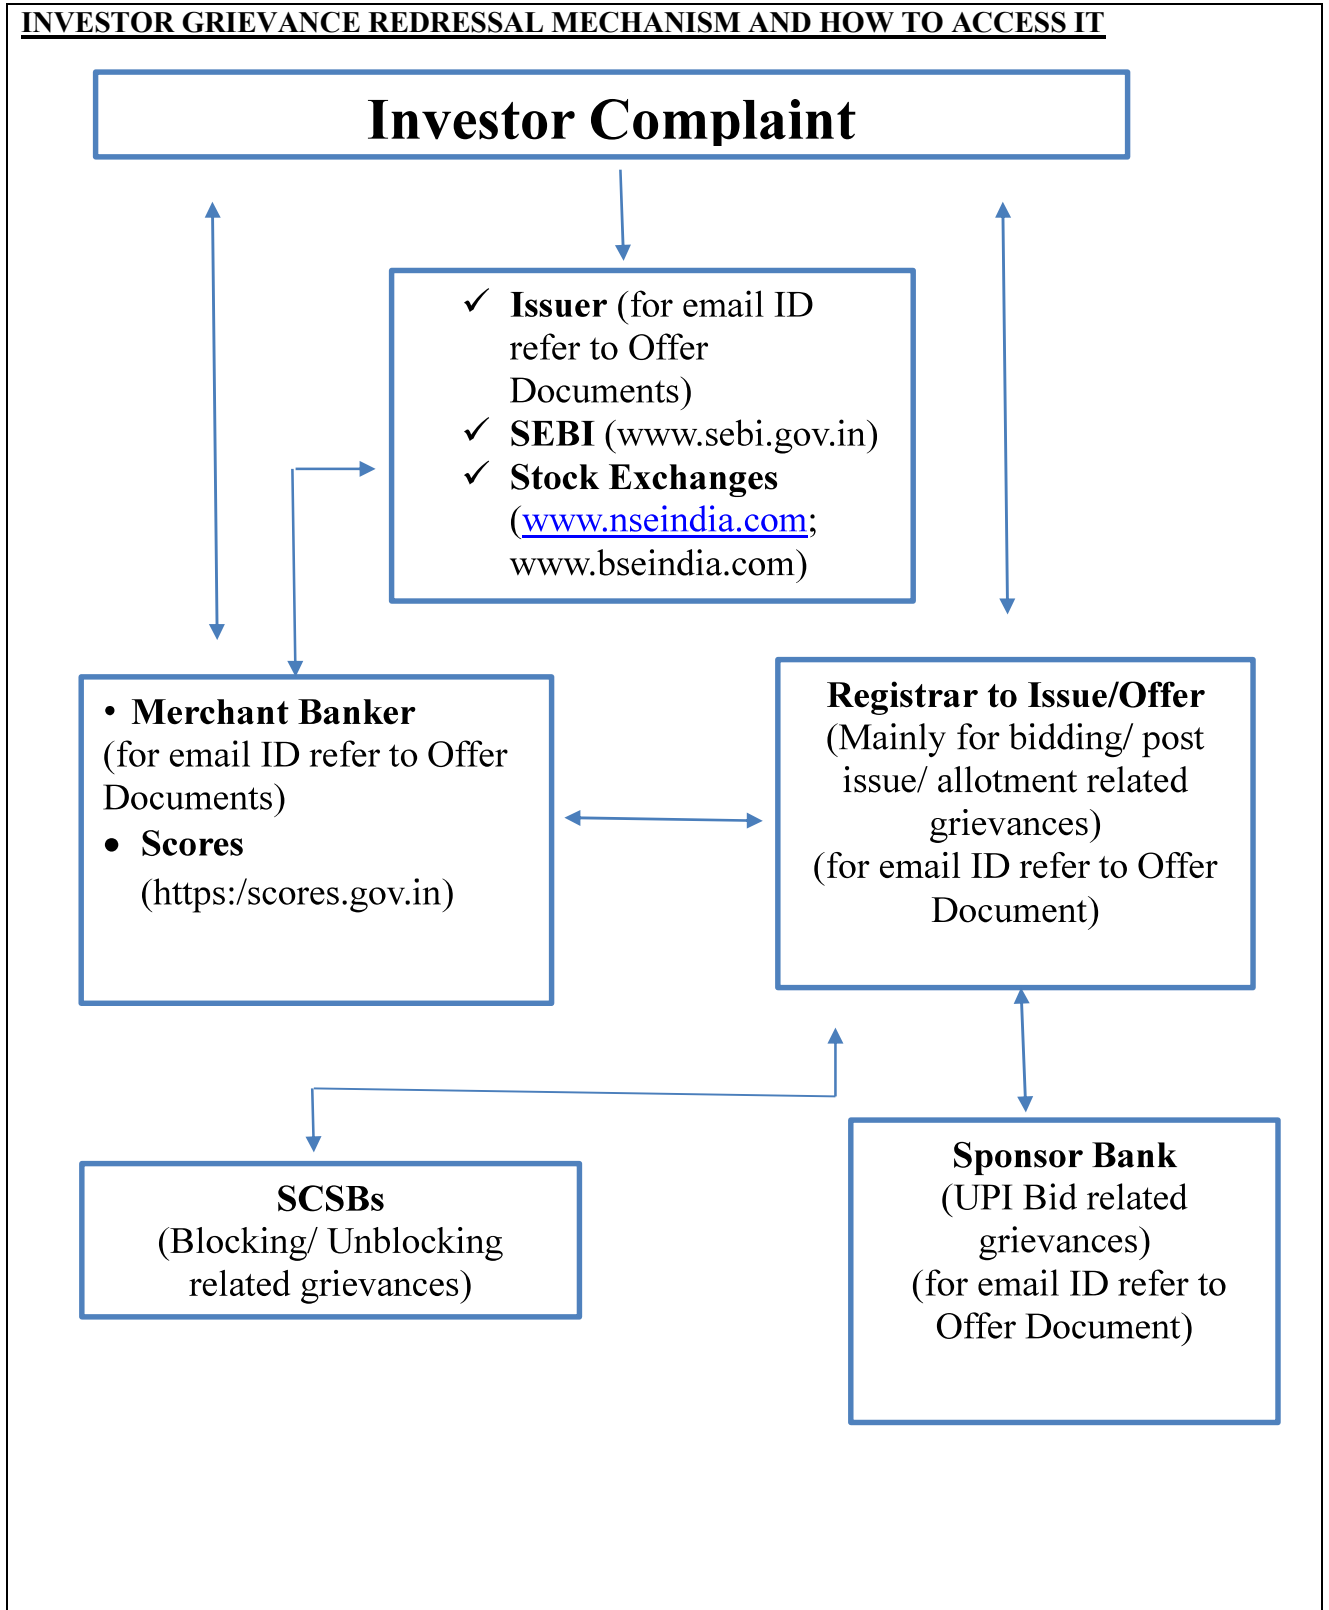 INVESTOR GRIEVANCE REDRESSAL MECHANISM AND HOW TO ACCESS IT
Investor Complaint
✓ Issuer (for email ID
refer to Offer
Documents)
✓ SEBI (www.sebi.gov.in)
✓ Stock Exchanges
(www.nseindia.com;
www.bseindia.com)
• Merchant Banker
(for email ID refer to Offer
Documents)
• Scores
(https:/scores.gov.in)
Registrar to Issue/Offer
(Mainly for bidding/ post
issue/ allotment related
grievances)
(for email ID refer to Offer
Document)
SCSBs
(Blocking/ Unblocking
related grievances)
Sponsor Bank
(UPI Bid related
grievances)
(for email ID refer to
Offer Document)